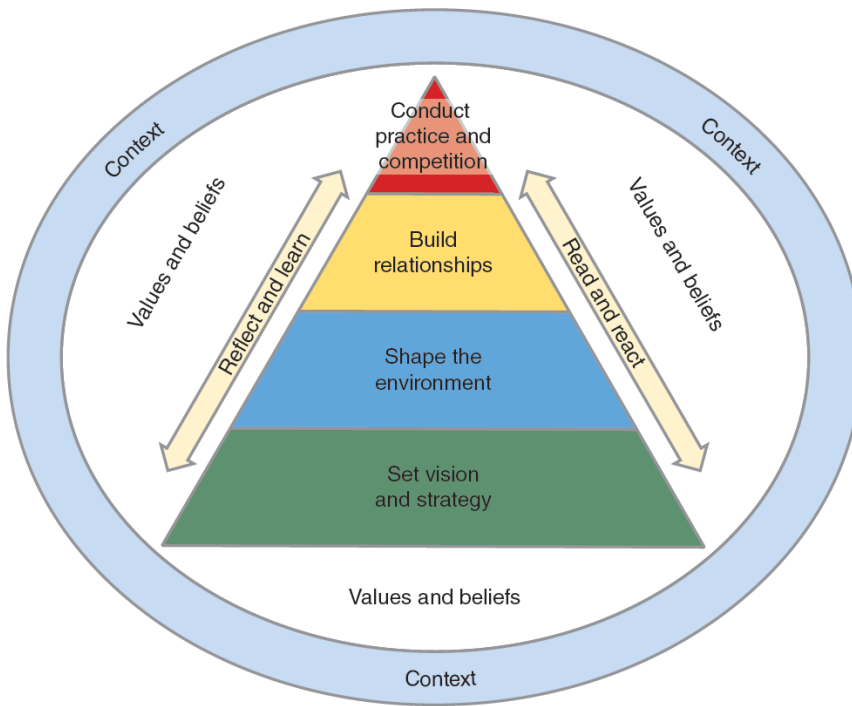 Context
Context
Values and beliefs
Values and beliefs
Conduct
practice and
competition
Reflect and learn
Read and react
Build
relationships
Shape the
environment
Set vision
and strategy
Values and beliefs
Context